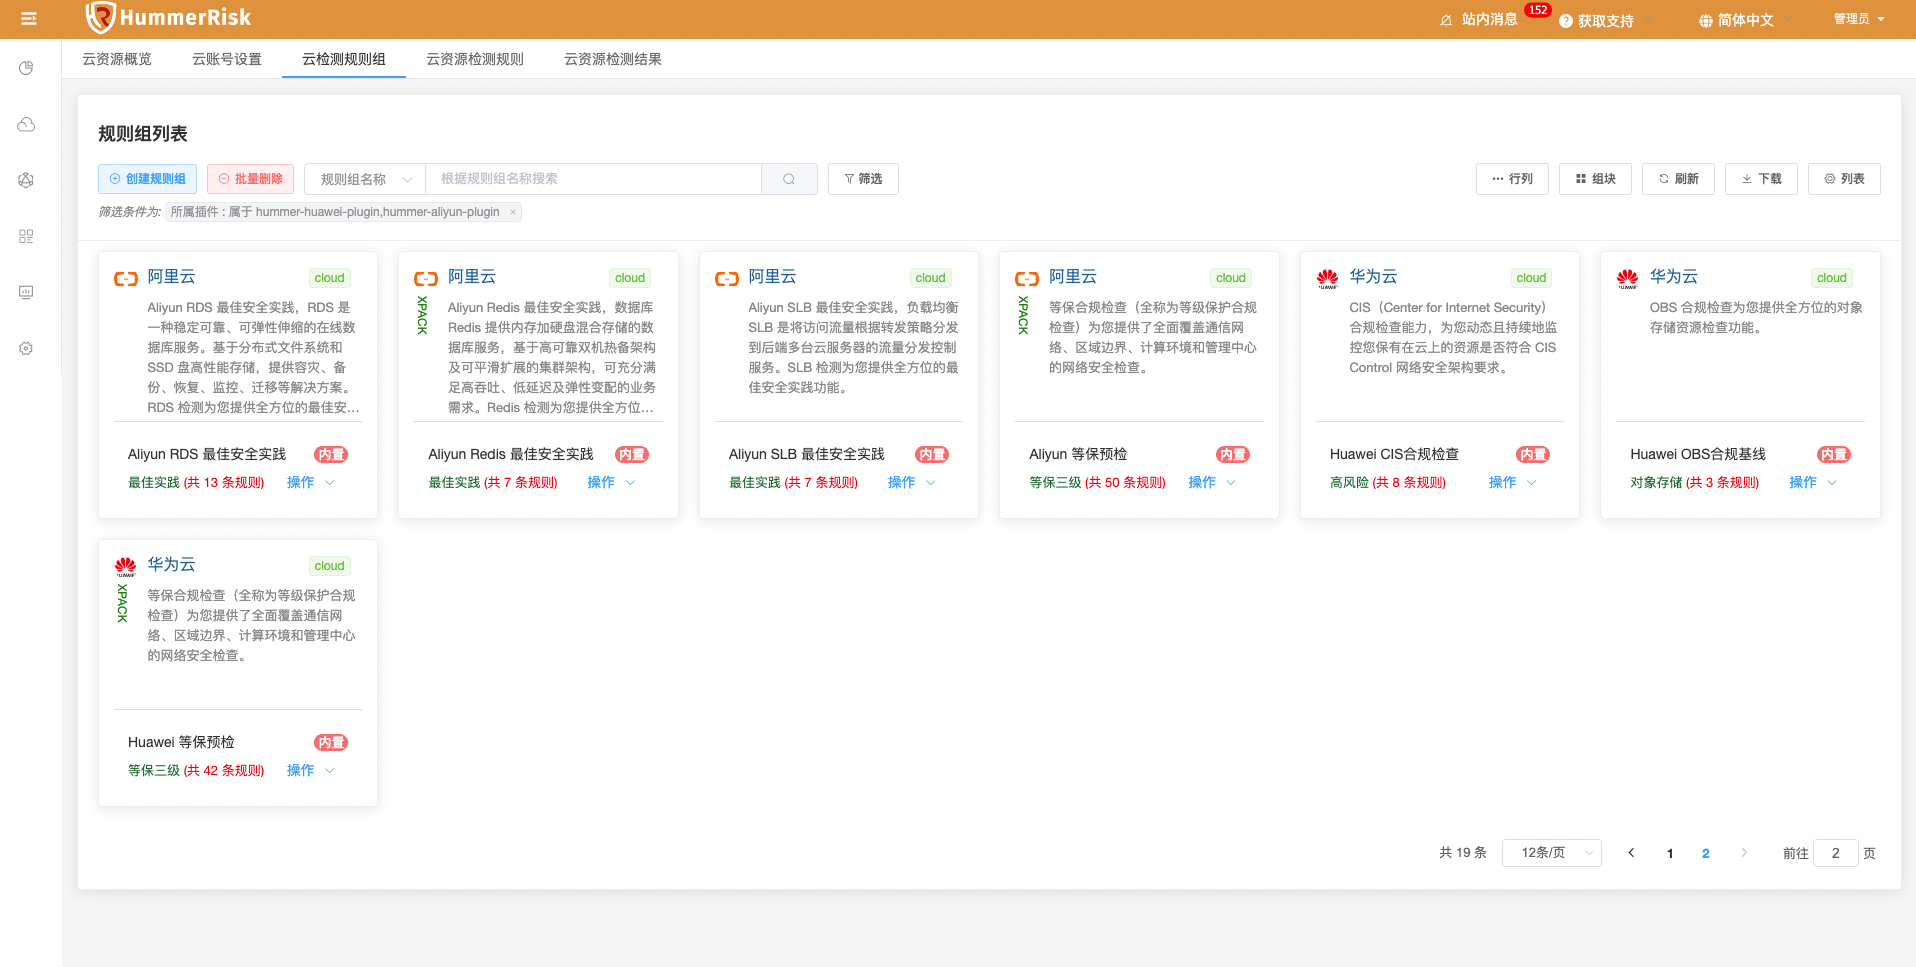 HummerRisk
站内消息 152 获取支持 简体中文 管理员
云资源概览 云账号设置 云检测规则组 云资源检测规则 云资源检测结果
规则组列表
创建规则组 批量删除 规则组名称 根据规则组名称搜索 筛选 行列 组块 刷新 下载 列表
筛选条件为: 所属插件 : 属于 hummer-huawei-plugin,hummer-aliyun-plugin ×
阿里云 cloud
Aliyun RDS 最佳安全实践，RDS 是
一种稳定可靠、可弹性伸缩的在线数
据库服务。基于分布式文件系统和
SSD 盘高性能存储，提供容灾、备
份、恢复、监控、迁移等解决方案。
RDS 检测为您提供全方位的最佳安…
Aliyun RDS 最佳安全实践 内置
最佳实践 (共 13 条规则) 操作
阿里云 cloud
XPACK
Aliyun Redis 最佳安全实践，数据库
Redis 提供内存加硬盘混合存储的数
据库服务，基于高可靠双机热备架构
及可平滑扩展的集群架构，可充分满
足高吞吐、低延迟及弹性变配的业务
需求。Redis 检测为您提供全方位…
Aliyun Redis 最佳安全实践 内置
最佳实践 (共 7 条规则) 操作
阿里云 cloud
Aliyun SLB 最佳安全实践，负载均衡
SLB 是将访问流量根据转发策略分发
到后端多台云服务器的流量分发控制
服务。SLB 检测为您提供全方位的最
佳安全实践功能。
Aliyun SLB 最佳安全实践 内置
最佳实践 (共 7 条规则) 操作
阿里云 cloud
XPACK
等保合规检查（全称为等级保护合规
检查）为您提供了全面覆盖通信网
络、区域边界、计算环境和管理中心
的网络安全检查。
Aliyun 等保预检 内置
等保三级 (共 50 条规则) 操作
华为云 cloud
HUAWEI
CIS（Center for Internet Security）
合规检查能力，为您动态且持续地监
控您保有在云上的资源是否符合 CIS
Control 网络安全架构要求。
Huawei CIS合规检查 内置
高风险 (共 8 条规则) 操作
华为云 cloud
HUAWEI
OBS 合规检查为您提供全方位的对象
存储资源检查功能。
Huawei OBS合规基线 内置
对象存储 (共 3 条规则) 操作
华为云 cloud
HUAWEI
XPACK
等保合规检查（全称为等级保护合规
检查）为您提供了全面覆盖通信网
络、区域边界、计算环境和管理中心
的网络安全检查。
Huawei 等保预检 内置
等保三级 (共 42 条规则) 操作
共 19 条 12条/页 1 2 前往 2 页